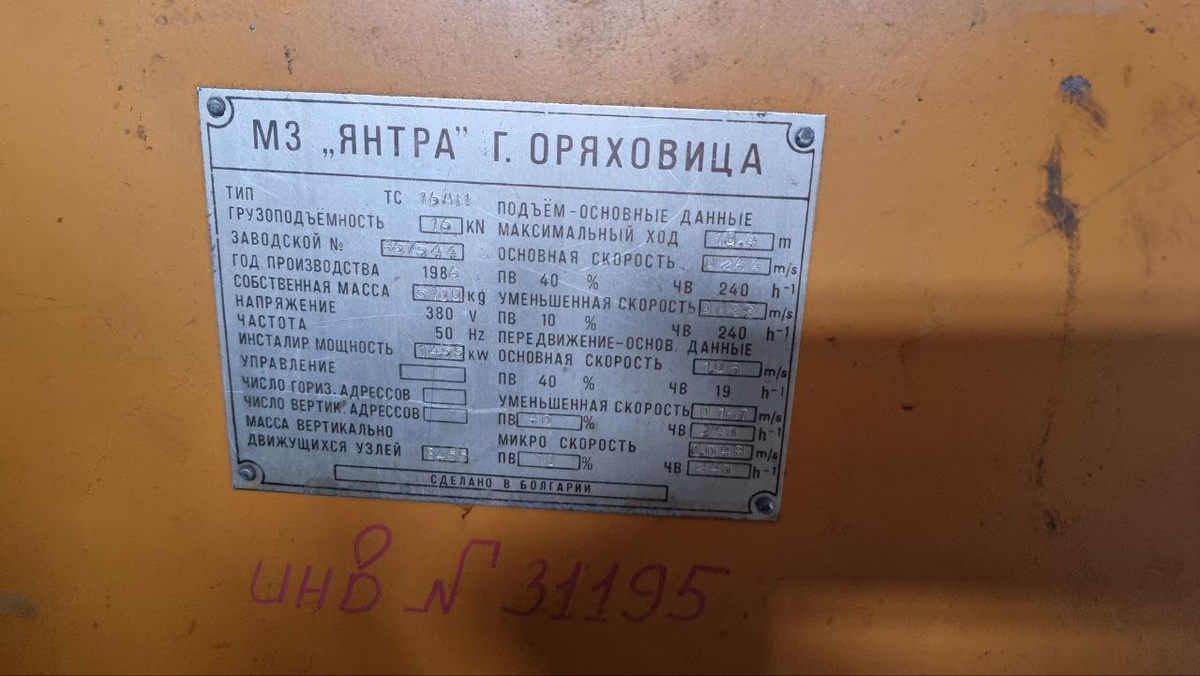 МЗ „ЯНТРА” Г. ОРЯХОВИЦА
ТИП ТС
ГРУЗОПОДЪЁМНОСТЬ 16 KN
ЗАВОДСКОЙ №
ГОД ПРОИЗВОДСТВА 1986
СОБСТВЕННАЯ МАССА kg
НАПРЯЖЕНИЕ 380 V
ЧАСТОТА 50 Hz
ИНСТАЛИР. МОЩНОСТЬ KW
УПРАВЛЕНИЕ
ЧИСЛО ГОРИЗ. АДРЕССОВ
ЧИСЛО ВЕРТИК. АДРЕССОВ
МАССА ВЕРТИКАЛЬНО
ДВИЖУЩИХСЯ УЗЛЕЙ
ПОДЪЁМ-ОСНОВНЫЕ ДАННЫЕ
МАКСИМАЛЬНЫЙ ХОД m
ОСНОВНАЯ СКОРОСТЬ m/s
ПВ 40 % ЧВ 240 h⁻¹
УМЕНЬШЕННАЯ СКОРОСТЬ m/s
ПВ 10 % ЧВ 240 h⁻¹
ПЕРЕДВИЖЕНИЕ-ОСНОВ. ДАННЫЕ
ОСНОВНАЯ СКОРОСТЬ m/s
ПВ 40 % ЧВ 19 h⁻¹
УМЕНЬШЕННАЯ СКОРОСТЬ m/s
ПВ % ЧВ 240 h⁻¹
МИКРО СКОРОСТЬ m/s
ПВ 10 % ЧВ 240 h⁻¹
СДЕЛАНО В БОЛГАРИИ
ИНВ № 31195